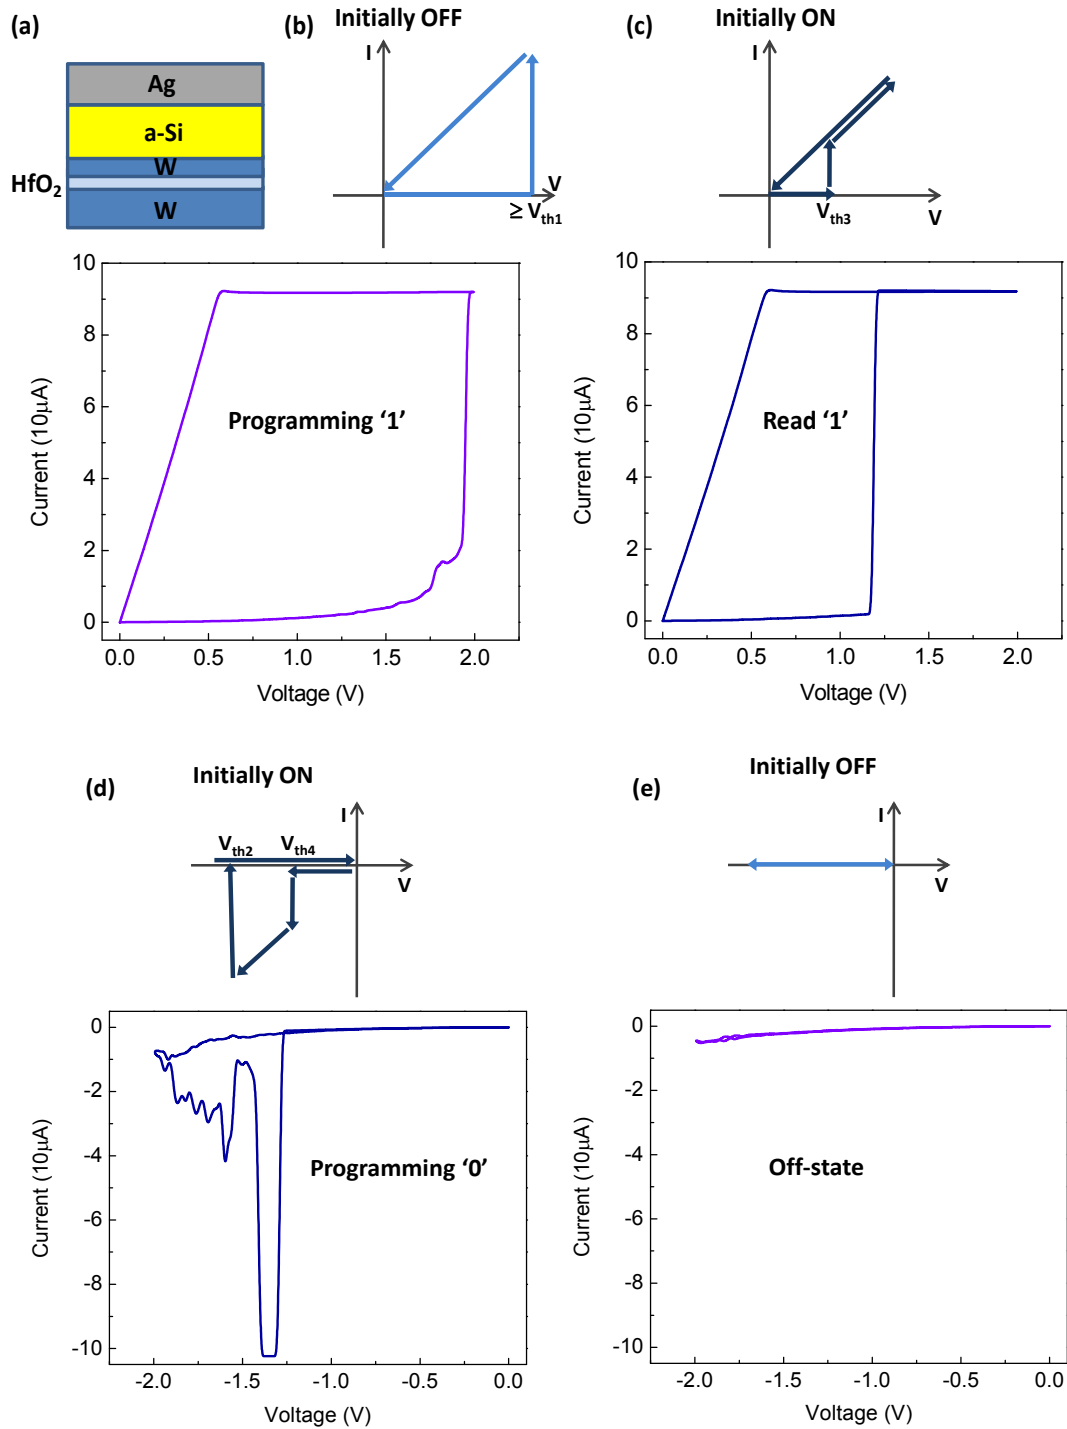 (a)
Ag
a-Si
W
HfO2
W
(b)
Initially OFF
I
V
≥ Vth1
(c)
Initially ON
I
Vth3
V
10
8
6
4
2
0
0.0 0.5 1.0 1.5 2.0
Current (10μA)
Voltage (V)
Programming ‘1’
10
8
6
4
2
0
0.0 0.5 1.0 1.5 2.0
Current (10μA)
Voltage (V)
Read ‘1’
(d)
Initially ON
I
Vth2 Vth4
V
0
-2
-4
-6
-8
-10
-2.0 -1.5 -1.0 -0.5 0.0
Current (10μA)
Voltage (V)
Programming ‘0’
(e)
Initially OFF
I
V
0
-2
-4
-6
-8
-10
-2.0 -1.5 -1.0 -0.5 0.0
Current (10μA)
Voltage (V)
Off-state